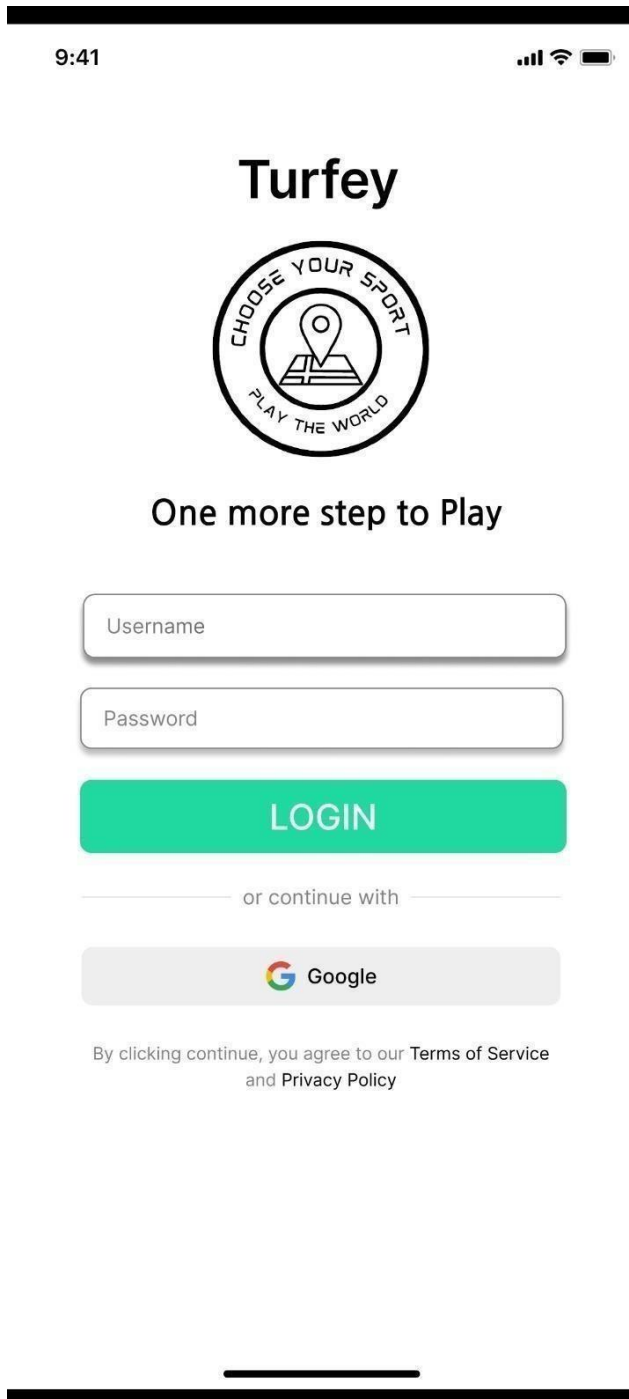 9:41
Turfey
CHOOSE YOUR SPORT
PLAY THE WORLD
One more step to Play
Username
Password
LOGIN
or continue with
Google
By clicking continue, you agree to our Terms of Service
and Privacy Policy